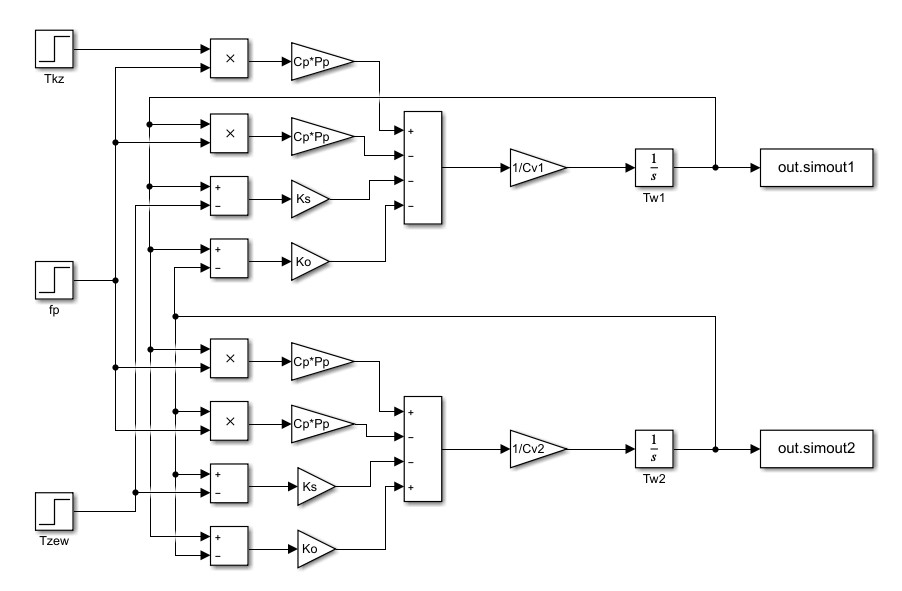 Tkz
×
Cp*Pp
×
Cp*Pp
+
−
−
−
+
−
Ks
1/Cv1
1
s
Tw1
out.simout1
+
−
Ko
fp
×
Cp*Pp
×
Cp*Pp
+
−
−
+
+
−
Ks
1/Cv2
1
s
Tw2
out.simout2
Tzew
+
−
Ko